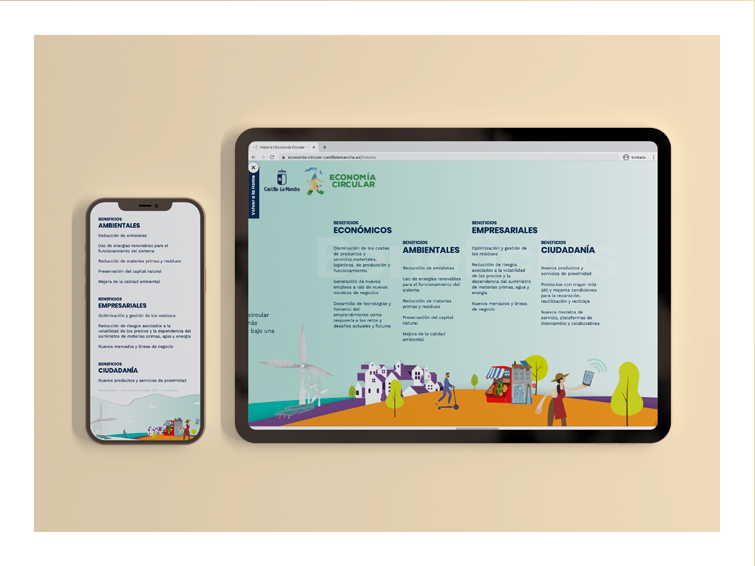 BENEFICIOS
AMBIENTALES
Reducción de emisiones
Uso de energías renovables para el
funcionamiento del sistema
Reducción de materias primas y residuos
Preservación del capital natural
Mejora de la calidad ambiental
BENEFICIOS
EMPRESARIALES
Optimización y gestión de los residuos
Reducción de riesgos asociados a la
volatilidad de los precios y la dependencia del
suministro de materias primas, agua y energía
Nuevos mercados y líneas de negocio
BENEFICIOS
CIUDADANÍA
Nuevos productos y servicios de proximidad
Historia | Economía Circular
economia-circular.castillalamancha.es/historia
Invitado
Volver a la Home
Castilla-La Mancha
ECONOMÍA
CIRCULAR
circular
más
bajo una
BENEFICIOS
ECONÓMICOS
Disminución de los costes
de productos y
servicios,materiales,
logísticos, de producción y
funcionamiento
Generación de nuevos
empleos a raíz de nuevos
modelos de negocios
Desarrollo de tecnologías y
fomento del
emprendimiento como
respuesta a los retos y
desafíos actuales y futuros
BENEFICIOS
AMBIENTALES
Reducción de emisiones
Uso de energías renovables
para el funcionamiento del
sistema
Reducción de materias
primas y residuos
Preservación del capital
natural
Mejora de la calidad
ambiental
BENEFICIOS
EMPRESARIALES
Optimización y gestión de
los residuos
Reducción de riesgos
asociados a la volatilidad
de los precios y la
dependencia del suministro
de materias primas, agua y
energía
Nuevos mercados y líneas
de negocio
BENEFICIOS
CIUDADANÍA
Nuevos productos y
servicios de proximidad
Productos con mayor vida
útil y mejores condiciones
para la reparación,
reutilización y reciclaje
Nuevos modelos de
servicio, plataformas de
intercambio y colaborativas